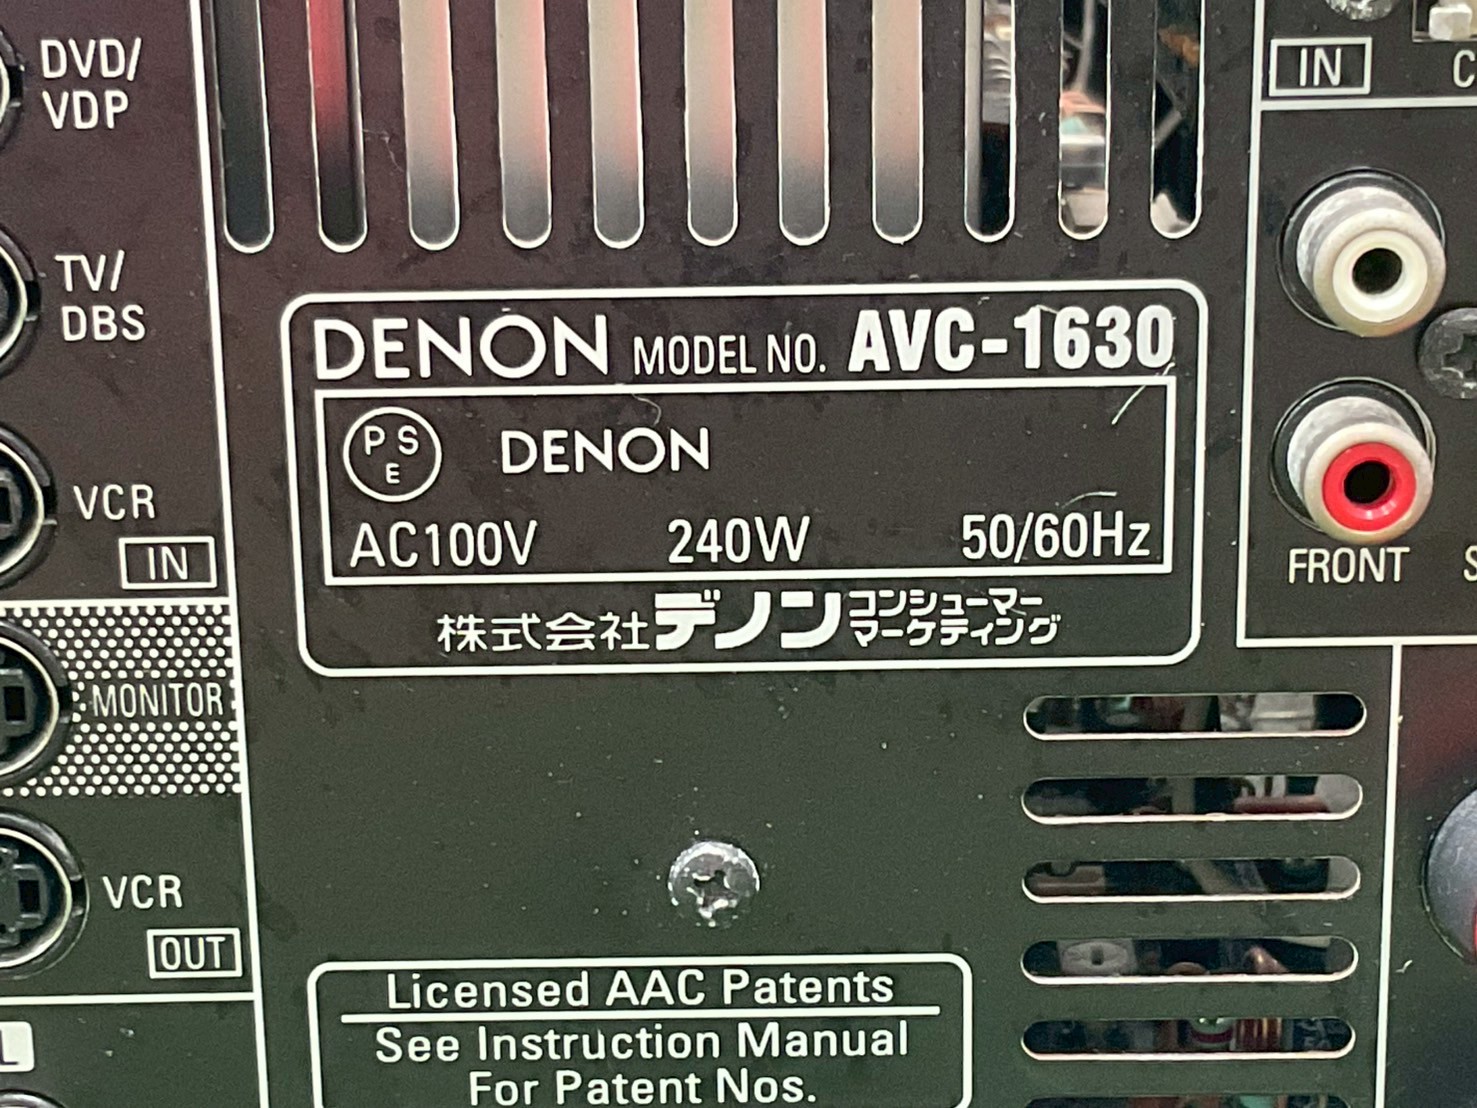 DVD/
VDP
TV/
DBS
VCR
IN
MONITOR
VCR
OUT
L
DENON MODEL NO. AVC-1630
PSE DENON
AC100V 240W 50/60Hz
株式会社デノンコンシューマー
マーケティング
Licensed AAC Patents
See Instruction Manual
For Patent Nos.
IN C
FRONT S